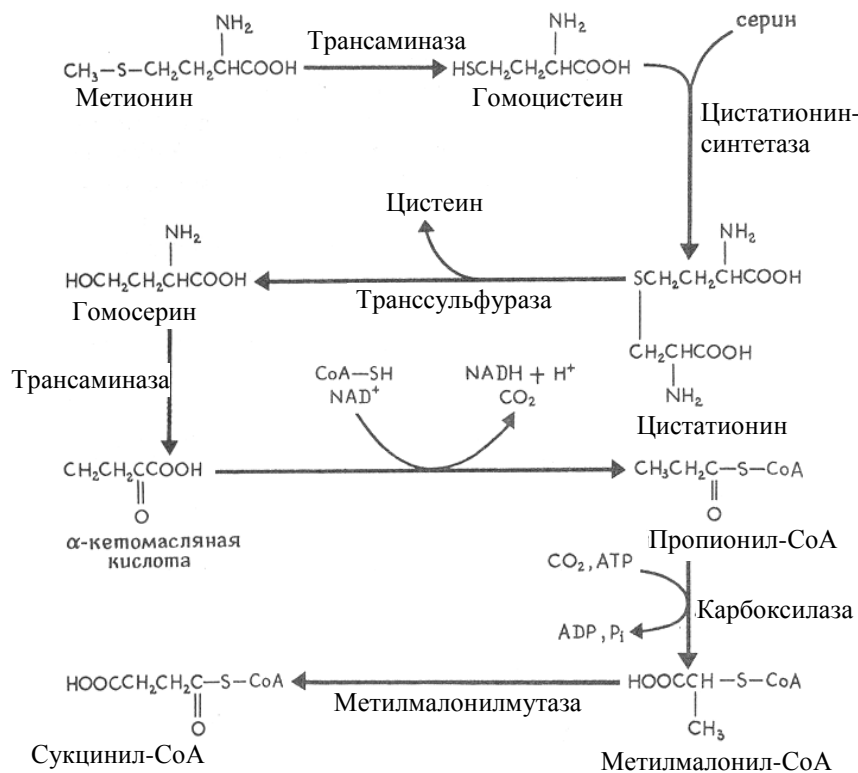 NH₂
CH₃—S—CH₂CH₂CHCOOH
Метионин
Трансаминаза
NH₂
HSCH₂CH₂CHCOOH
Гомоцистеин
серин
Цистатионин-
синтетаза
Цистеин
NH₂
HOCH₂CH₂CHCOOH
Гомосерин
Транссульфураза
NH₂
SCH₂CH₂CHCOOH
CH₂CHCOOH
NH₂
Цистатионин
Трансаминаза
CoA—SH
NAD⁺
NADH + H⁺
CO₂
CH₂CH₂CCOOH
O
α-кетомасляная
кислота
CH₃CH₂C—S—CoA
O
Пропионил-CoA
CO₂, ATP
ADP, Pi
Карбоксилаза
HOOCCH₂CH₂C—S—CoA
O
Сукцинил-CoA
Метилмалонилмутаза
HOOCCH—S—CoA
CH₃
Метилмалонил-CoA